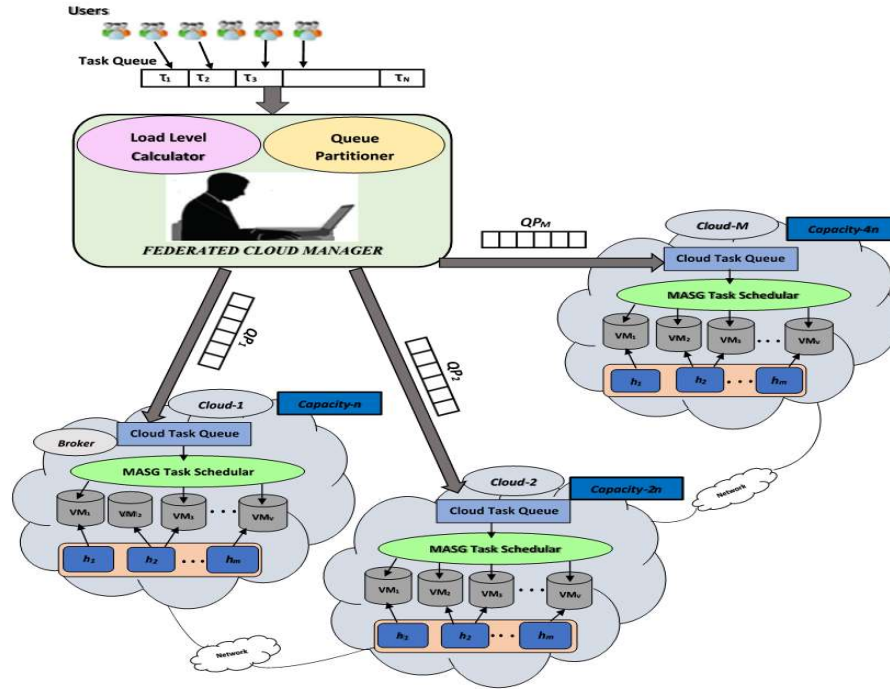 Users
Task Queue
τ₁ τ₂ τ₃ τN
Load Level
Calculator
Queue
Partitioner
FEDERATED CLOUD MANAGER
QPM
Cloud-M
Capacity-4n
Cloud Task Queue
MASG Task Schedular
VM₁ VM₂ VM₃ ... VMv
h₁ h₂ ... hm
QP₁
QP₂
Cloud-1
Capacity-n
Broker
Cloud Task Queue
MASG Task Schedular
VM₁ VM₂ VM₃ ... VMv
h₁ h₂ ... hm
Cloud-2
Capacity-2n
Cloud Task Queue
MASG Task Schedular
VM₁ VM₂ VM₃ ... VMv
h₁ h₂ ... hm
Network
Network